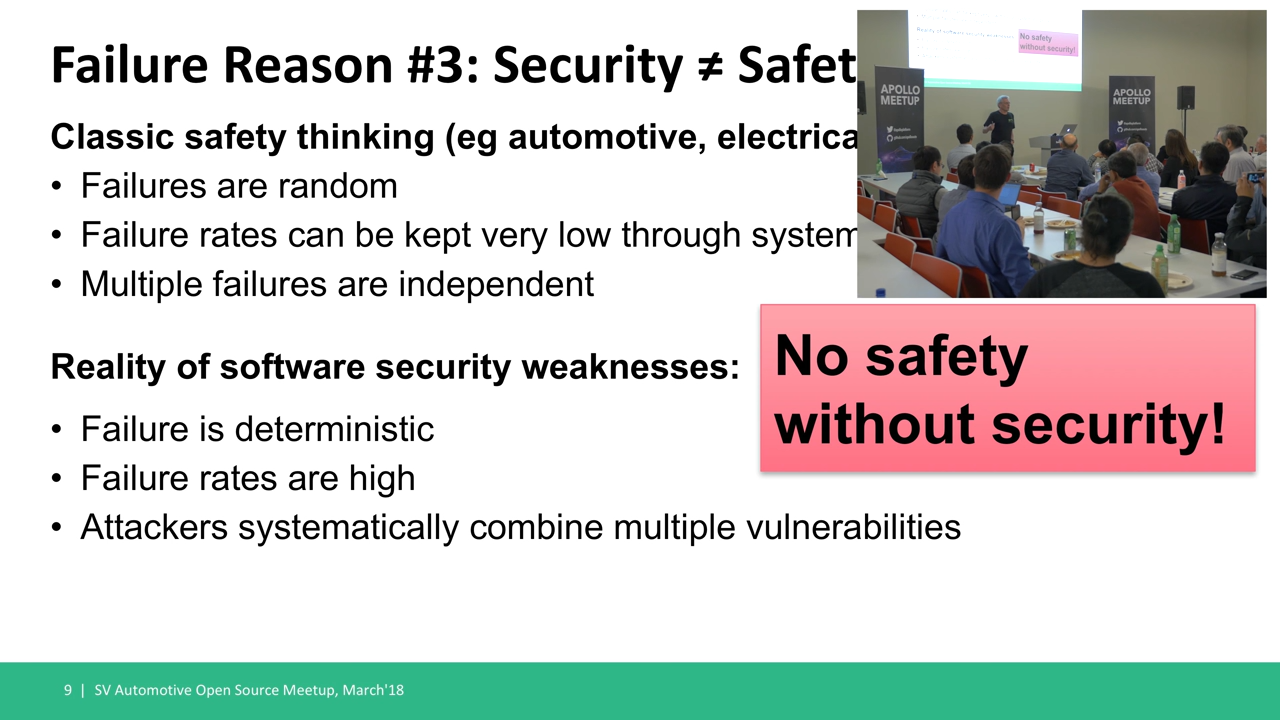 Failure Reason #3: Security ≠ Safet
Classic safety thinking (eg automotive, electrica
• Failures are random
• Failure rates can be kept very low through system
• Multiple failures are independent
Reality of software security weaknesses:
• Failure is deterministic
• Failure rates are high
• Attackers systematically combine multiple vulnerabilities
No safety
without security!
No safety
without security!
APOLLO
MEETUP
APOLLO
MEETUP
9 | SV Automotive Open Source Meetup, March'18